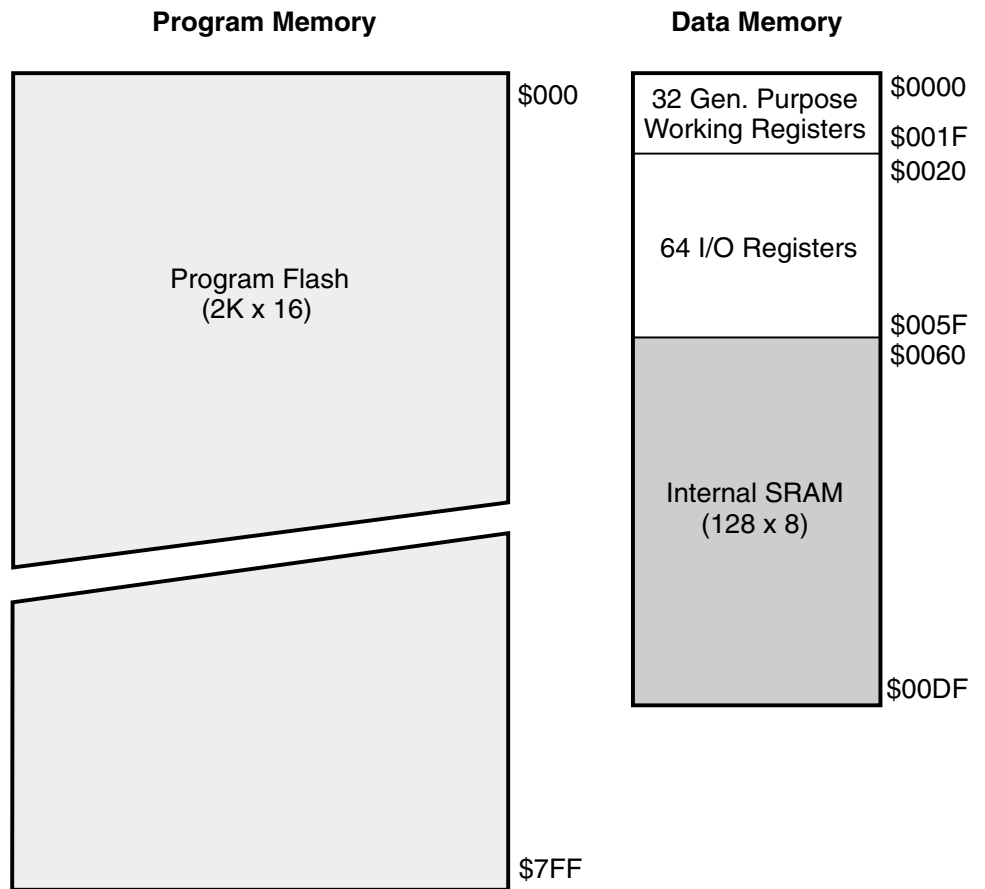 Program Memory
$000
Program Flash
(2K x 16)
$7FF
Data Memory
32 Gen. Purpose
Working Registers
$0000
$001F
$0020
64 I/O Registers
$005F
$0060
Internal SRAM
(128 x 8)
$00DF